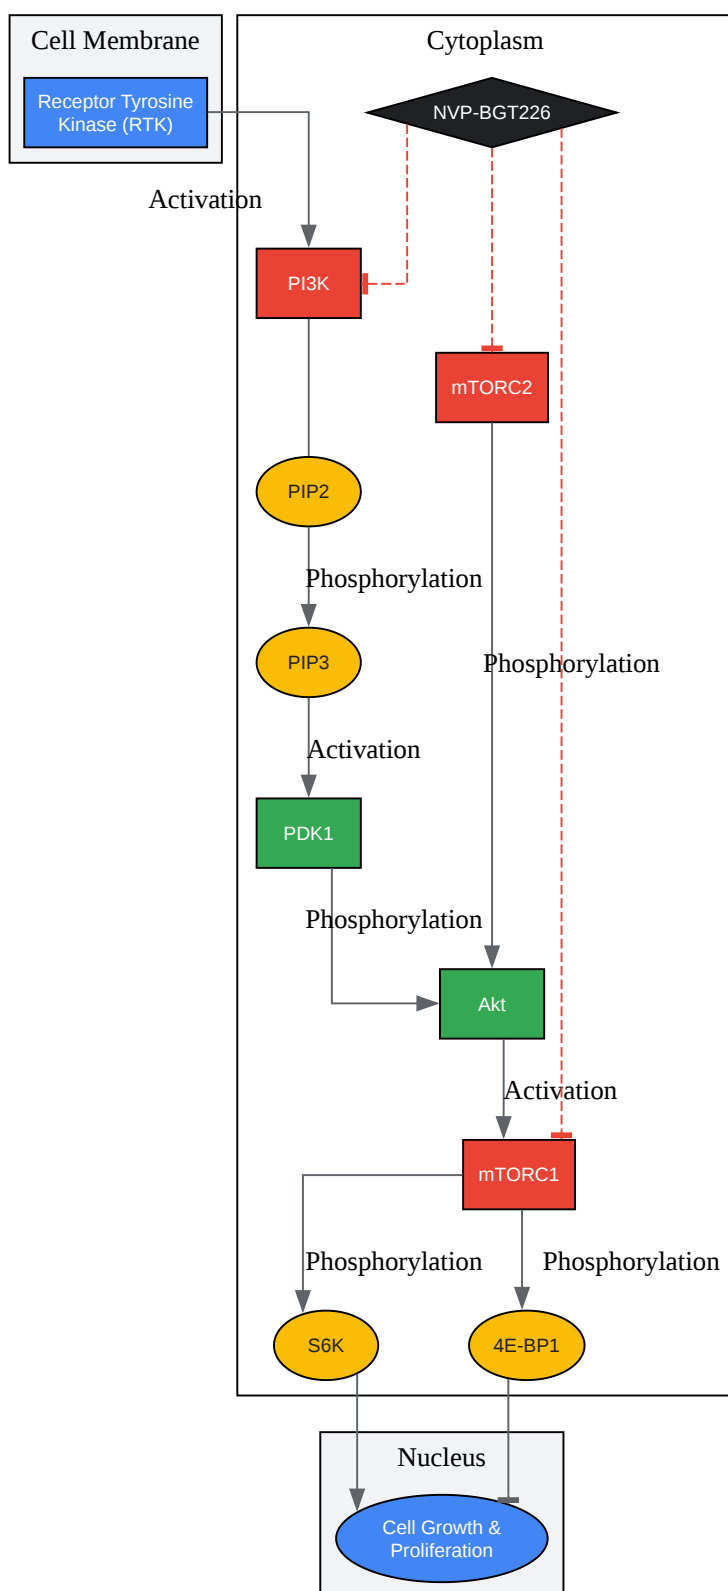 Cell Membrane
Cytoplasm
Receptor Tyrosine
Kinase (RTK)
NVP-BGT226
Activation
PI3K
mTORC2
PIP2
Phosphorylation
PIP3
Phosphorylation
Activation
PDK1
Phosphorylation
Akt
Activation
mTORC1
Phosphorylation
Phosphorylation
S6K
4E-BP1
Nucleus
Cell Growth &
Proliferation